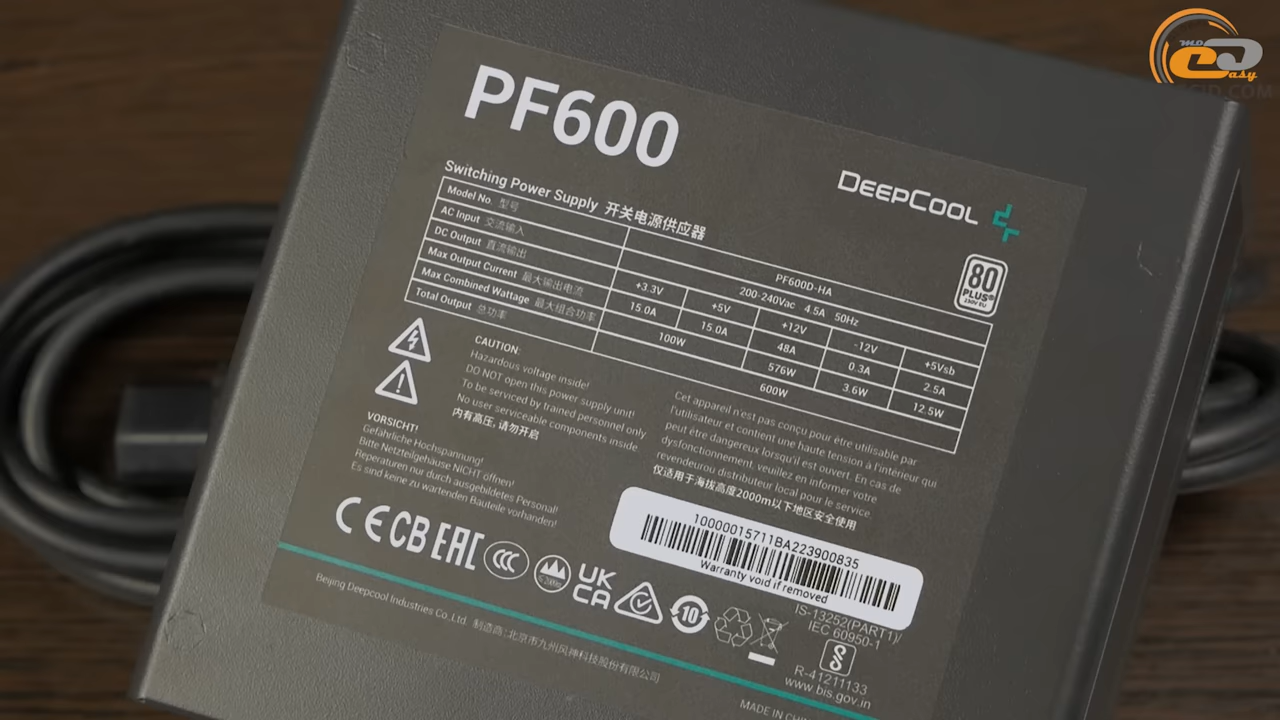 M.D
easy
PF600
DEEPCOOL
Switching Power Supply 开关电源供应器
80
PLUS®
230V EU
Model No. 型号 PF600D-HA
AC Input 交流输入 200-240Vac 4.5A 50Hz
DC Output 直流输出 +3.3V +5V +12V -12V +5Vsb
Max Output Current 最大输出电流 15.0A 15.0A 48A 0.3A 2.5A
Max Combined Wattage 最大组合功率 100W 576W 3.6W 12.5W
Total Output 总功率 600W
CAUTION:
Hazardous voltage inside!
DO NOT open this power supply unit!
To be serviced by trained personnel only
No user serviceable components inside
内有高压, 请勿开启
VORSICHT!
Gefährliche Hochspannung!
Bitte Netzteilgehäuse NICHT öffnen!
Reperaturen nur durch ausgebildetes Personal!
Es sind keine zu wartenden Bauteile vorhanden!
Cet appareil n'est pas conçu pour être utilisable par
l'utilisateur et contient une haute tension à l'intérieur qui
peut être dangereux lorsqu'il est ouvert. En cas de
dysfonctionnement, veuillez en informer votre
revendeurou distributeur local pour le service.
仅适用于海拔高度2000m以下地区安全使用
10000015711BA223900835
Warranty void if removed
CE CB EAC CCC
UK
CA
10
IS-13252(PART1)/
IEC 60950-1
R-41211133
www.bis.gov.in
Beijing Deepcool Industries Co.,Ltd. 制造商:北京市九州风神科技股份有限公司
MADE IN